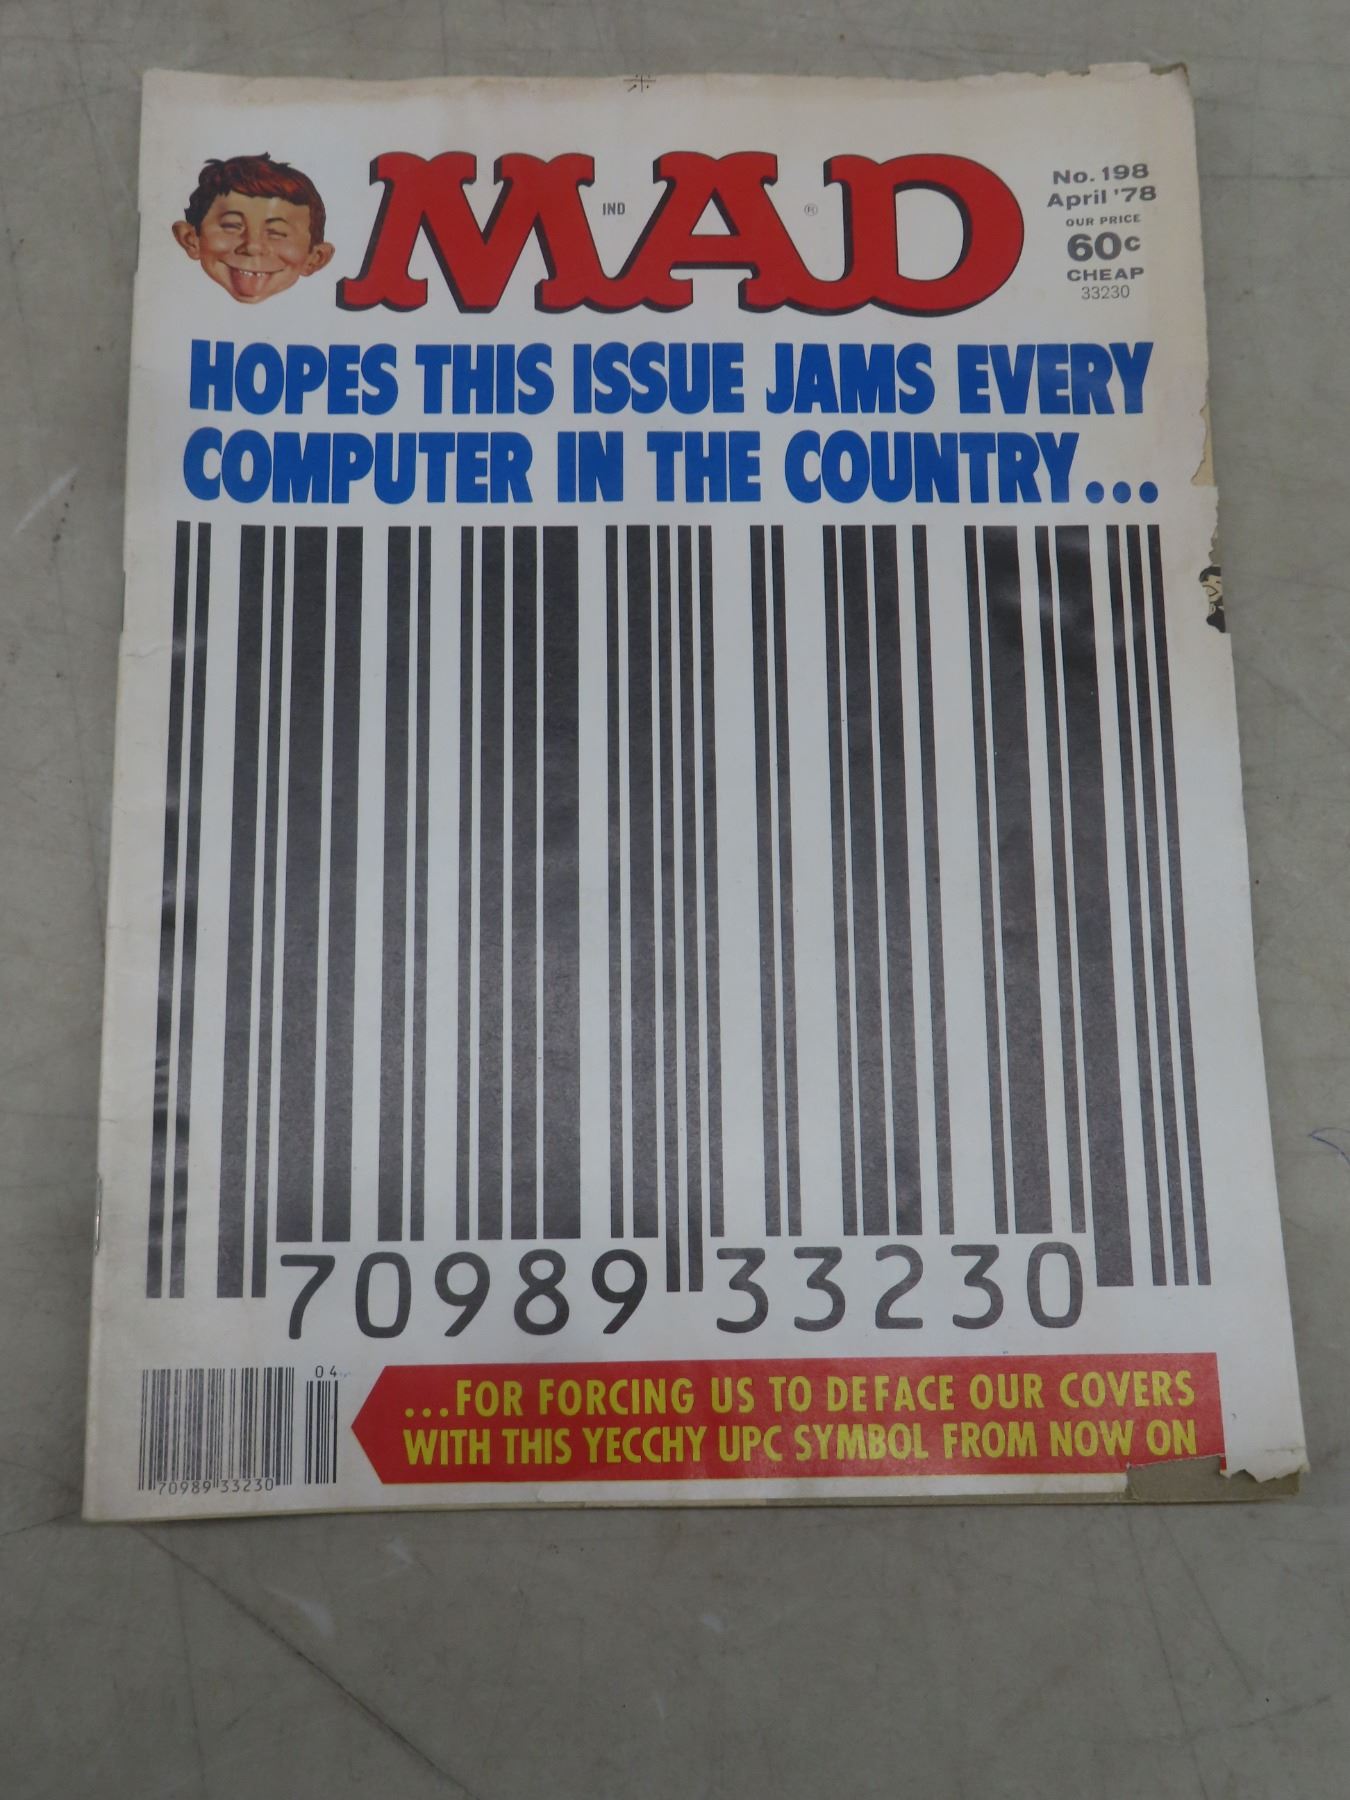 MAD
IND
®
No. 198
April '78
OUR PRICE
60c
CHEAP
33230
HOPES THIS ISSUE JAMS EVERY
COMPUTER IN THE COUNTRY...
70989 33230
04
70989 33230
...FOR FORCING US TO DEFACE OUR COVERS
WITH THIS YECCHY UPC SYMBOL FROM NOW ON